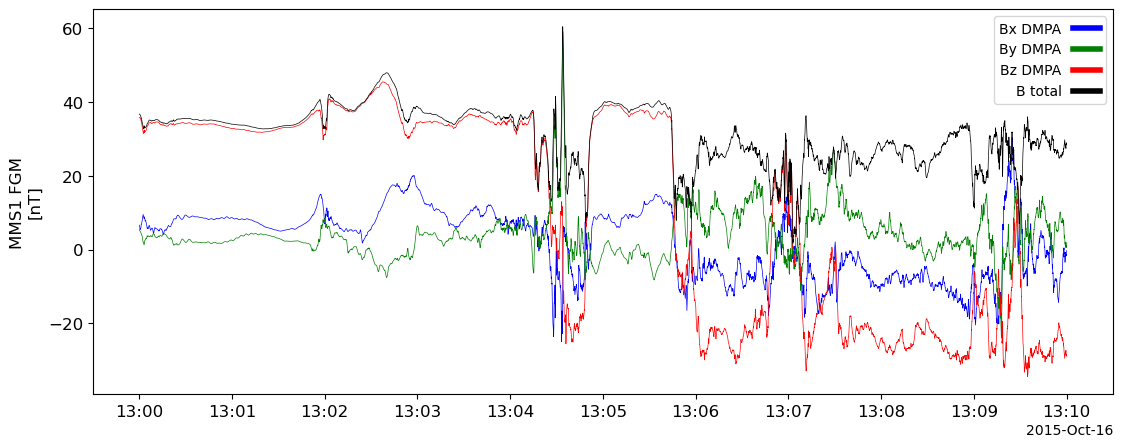 60
40
20
0
−20
MMS1 FGM
[nT]
Bx DMPA
By DMPA
Bz DMPA
B total
13:00 13:01 13:02 13:03 13:04 13:05 13:06 13:07 13:08 13:09 13:10
2015-Oct-16